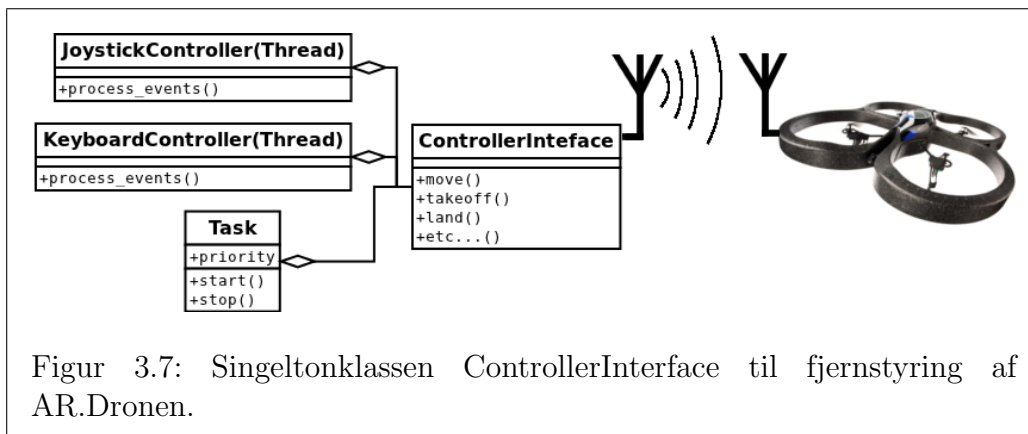 JoystickController(Thread)
+process_events()
KeyboardController(Thread)
+process_events()
Task
+priority
+start()
+stop()
ControllerInteface
+move()
+takeoff()
+land()
+etc...()
Figur 3.7: Singeltonklassen ControllerInterface til fjernstyring af
AR.Dronen.